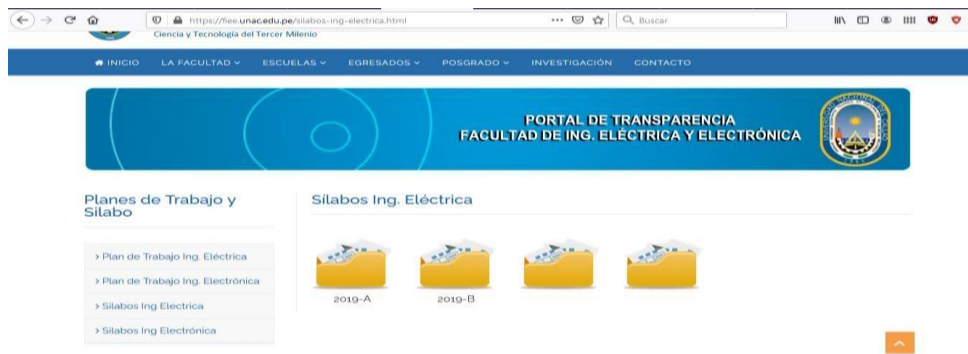 https://fiee.unac.edu.pe/silabos-ing-electrica.html
Buscar
Ciencia y Tecnología del Tercer Milenio
INICIO LA FACULTAD ESCUELAS EGRESADOS POSGRADO INVESTIGACIÓN CONTACTO
PORTAL DE TRANSPARENCIA
FACULTAD DE ING. ELÉCTRICA Y ELECTRÓNICA
Planes de Trabajo y
Silabo
> Plan de Trabajo Ing. Eléctrica
> Plan de Trabajo Ing. Electrónica
> Silabos Ing Electrica
> Silabos Ing Electrónica
Sílabos Ing. Eléctrica
2019-A 2019-B